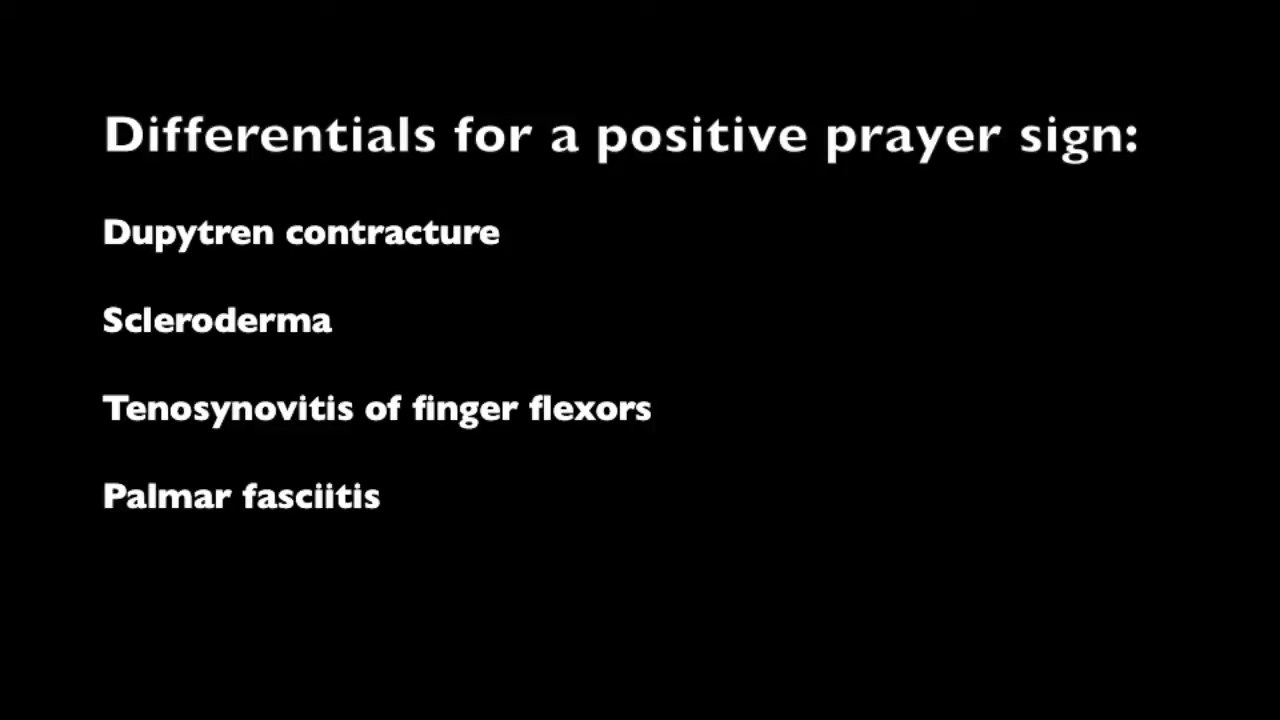 Differentials for a positive prayer sign:
Dupytren contracture
Scleroderma
Tenosynovitis of finger flexors
Palmar fasciitis